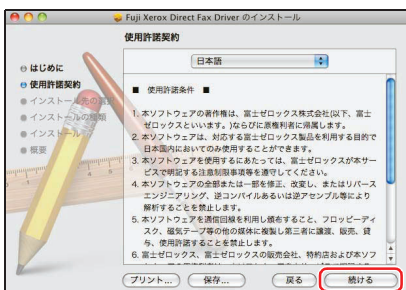 Fuji Xerox Direct Fax Driver のインストール
使用許諾契約
日本語
はじめに
使用許諾契約
インストール先の
インストールの種類
インストール
概要
■ 使用許諾条件 ■
1. 本ソフトウェアの著作権は、富士ゼロックス株式会社(以下、富士
ゼロックスといいます。)ならびに原権利者に帰属します。
2. 本ソフトウェアは、対応する富士ゼロックス製品を利用する目的で
日本国内においてのみ使用することができます。
3. 本ソフトウェアを使用するにあたっては、富士ゼロックスが本サー
ビスで明記する注意制限事項等を遵守してください。
4. 本ソフトウェアの全部または一部を修正、改変し、またはリバース
エンジニアリング、逆コンパイルあるいは逆アセンブル等により
解析することを禁止します。
5. 本ソフトウェアを通信回線を利用し頒布すること、フロッピーディ
スク、磁気テープ等の他の媒体に複製し第三者に譲渡、販売、貸
与、使用許諾することを禁止します。
6. 富士ゼロックス、富士ゼロックスの販売会社、特約店および本ソフ
プリント...
保存...
戻る
続ける